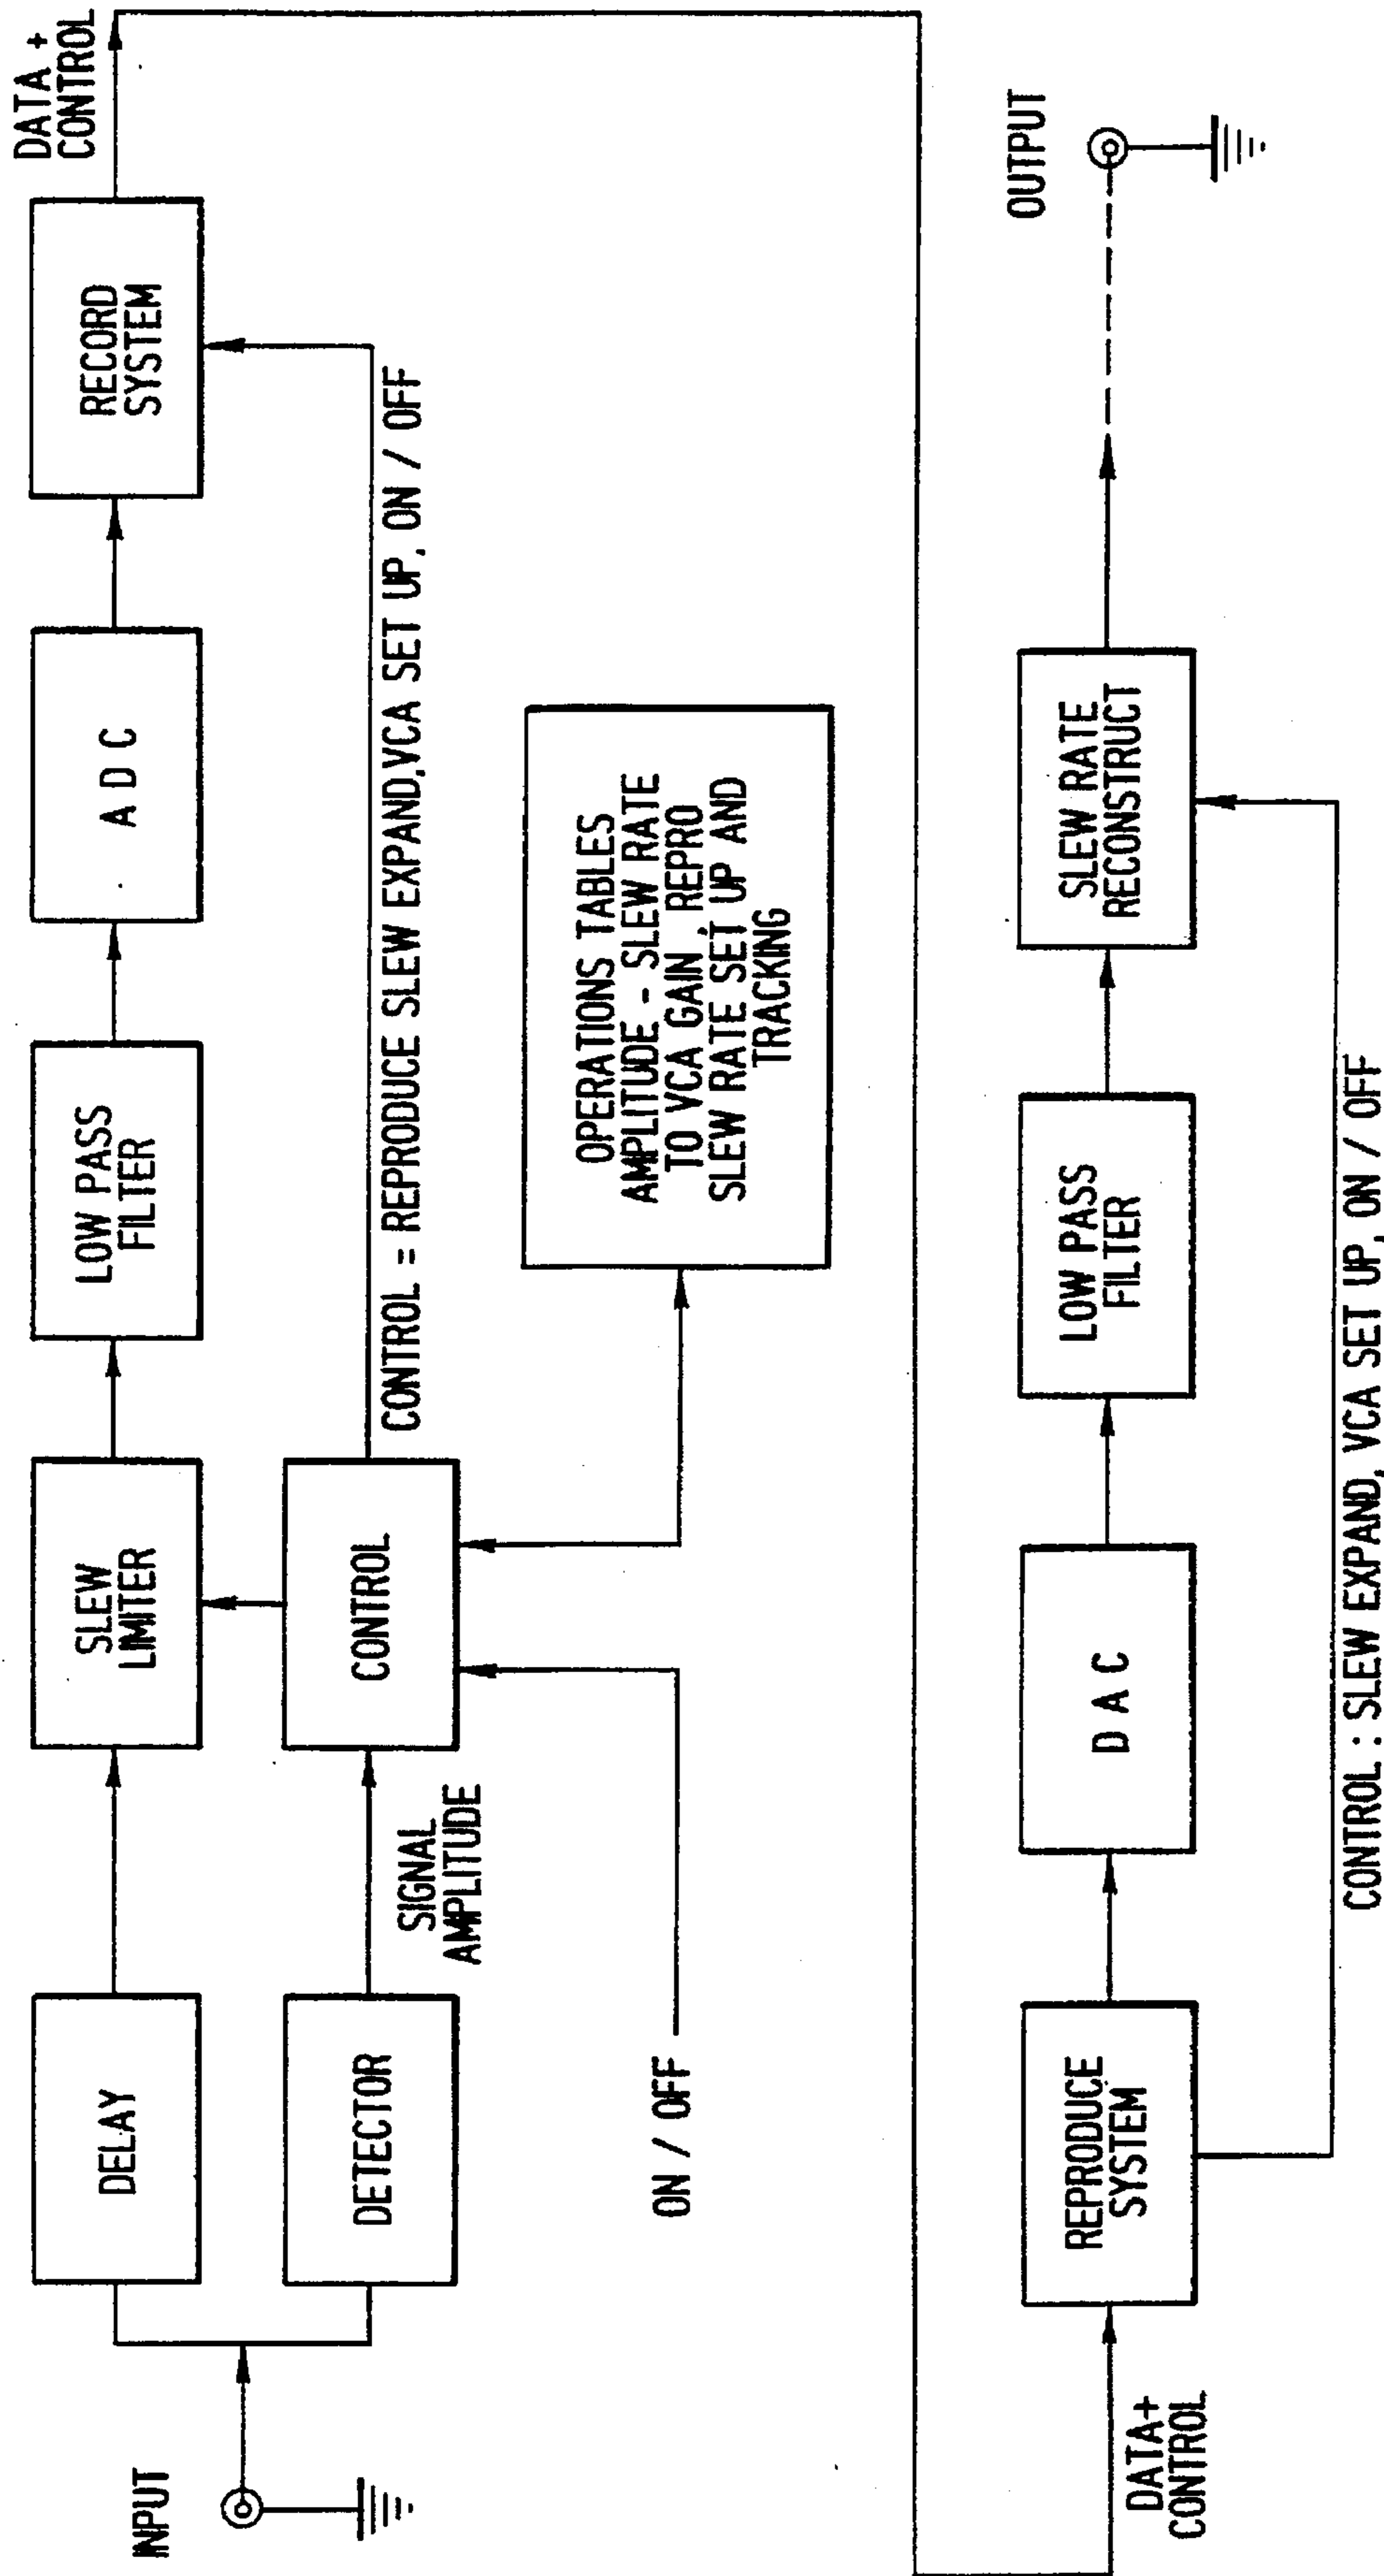 INPUT
DELAY
DETECTOR
SIGNAL
AMPLITUDE
ON / OFF
SLEW
LIMITER
CONTROL
LOW PASS
FILTER
A D C
RECORD
SYSTEM
DATA +
CONTROL
CONTROL = REPRODUCE SLEW EXPAND,VCA SET UP, ON / OFF
OPERATIONS TABLES
AMPLITUDE - SLEW RATE
TO VCA GAIN, REPRO
SLEW RATE SET UP AND
TRACKING
DATA+
CONTROL
REPRODUCE
SYSTEM
D A C
LOW PASS
FILTER
SLEW RATE
RECONSTRUCT
OUTPUT
CONTROL : SLEW EXPAND, VCA SET UP, ON / OFF